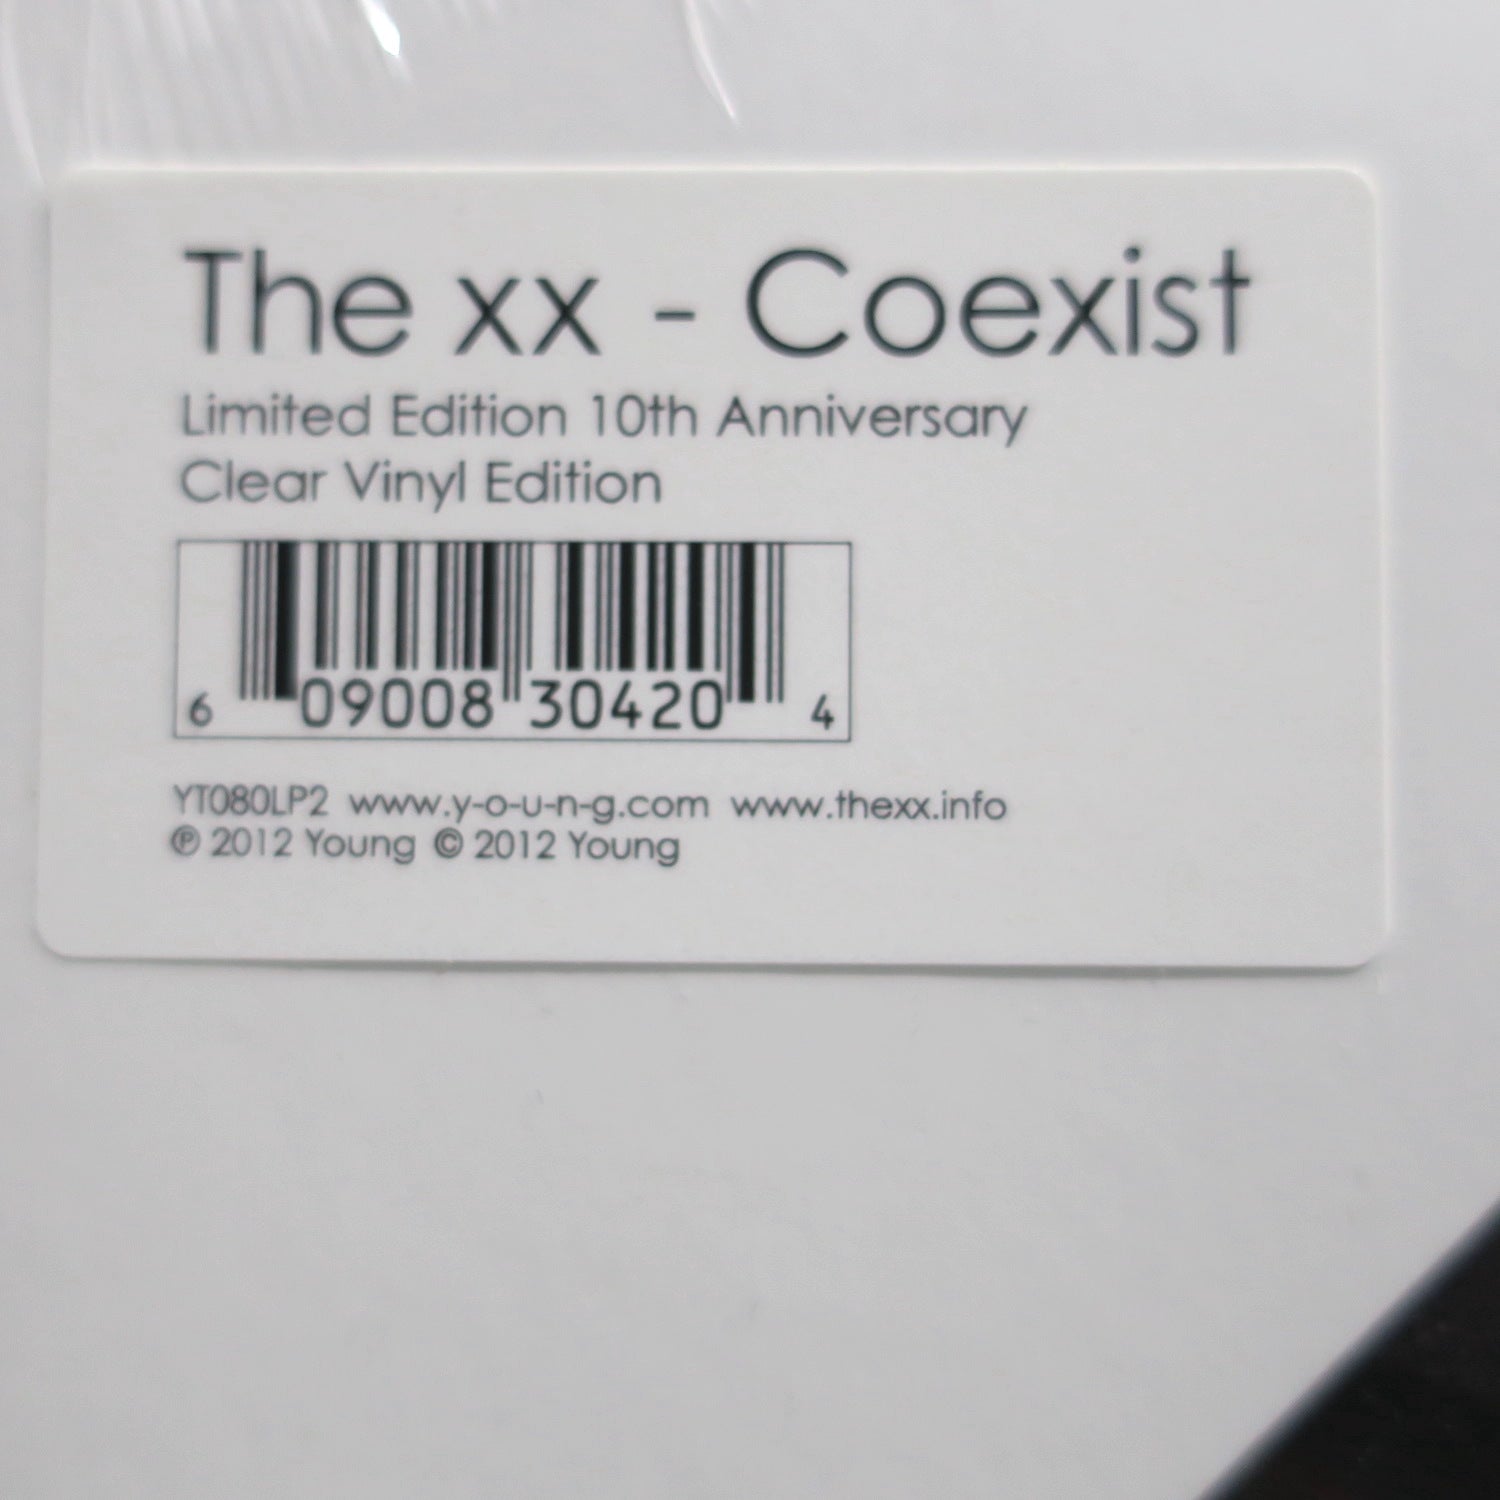 The xx - Coexist
Limited Edition 10th Anniversary
Clear Vinyl Edition
6 09008 30420 4
YT080LP2 www.y-o-u-n-g.com www.thexx.info
℗ 2012 Young © 2012 Young